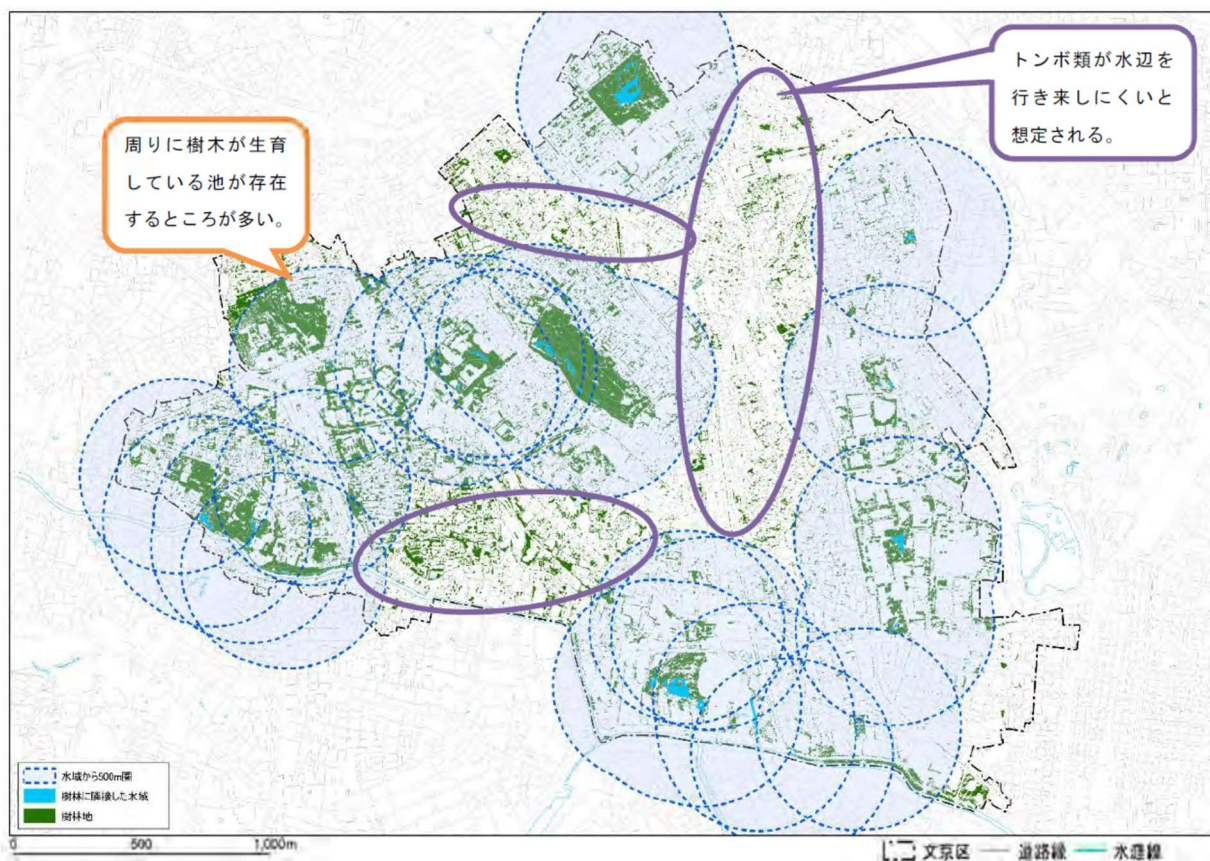 トンボ類が水辺を
行き来しにくいと
想定される。
周りに樹木が生育
している池が存在
するところが多い。
水域から500m圏
樹林に隣接した水域
樹林地
0 500 1,000m
文京区 道路縁 水涯線